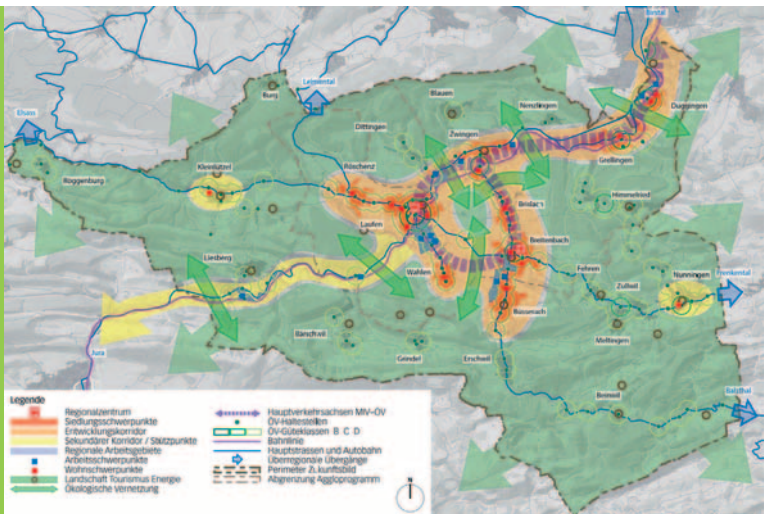 Birstal
Leimental
Burg
Blauen
Nenzlingen
Duggingen
Elsass
Dittingen
Zwingen
Grellingen
Kleinlützel
Röschenz
Roggenburg
Himmelried
Brislach
Laufen
Breitenbach
Liesberg
Wahlen
Fehren
Nunningen
Zullwil
Frenkental
Büsserach
Meltingen
Bärschwil
Jura
Grindel
Erschwil
Beinwil
Balsthal
Legende
Regionalzentrum
Siedlungsschwerpunkte
Entwicklungskorridor
Sekundärer Korridor / Stützpunkte
Regionale Arbeitsgebiete
Arbeitsschwerpunkte
Wohnschwerpunkte
Landschaft Tourismus Energie
Ökologische Vernetzung
Hauptverkehrsachsen MIV-ÖV
ÖV-Haltestellen
ÖV-Güteklassen B C D
Bahnlinie
Hauptstrassen und Autobahn
Überregionale Übergänge
Perimeter Zukunftsbild
Abgrenzung Aggloprogramm
N